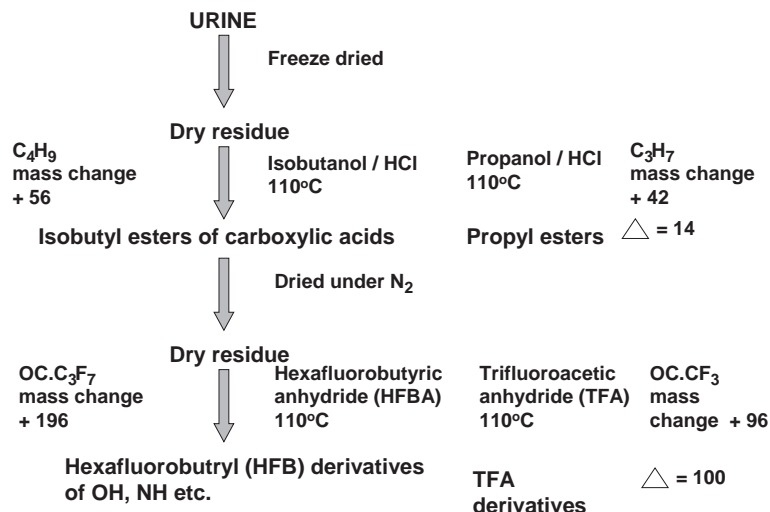 URINE
Freeze dried
Dry residue
C4H9
mass change
+ 56
Isobutanol / HCl
110oC
Propanol / HCl
110oC
C3H7
mass change
+ 42
Isobutyl esters of carboxylic acids
Propyl esters
△ = 14
Dried under N2
Dry residue
OC.C3F7
mass change
+ 196
Hexafluorobutyric
anhydride (HFBA)
110oC
Trifluoroacetic
anhydride (TFA)
110oC
OC.CF3
mass
change + 96
Hexafluorobutryl (HFB) derivatives
of OH, NH etc.
TFA
derivatives
△ = 100